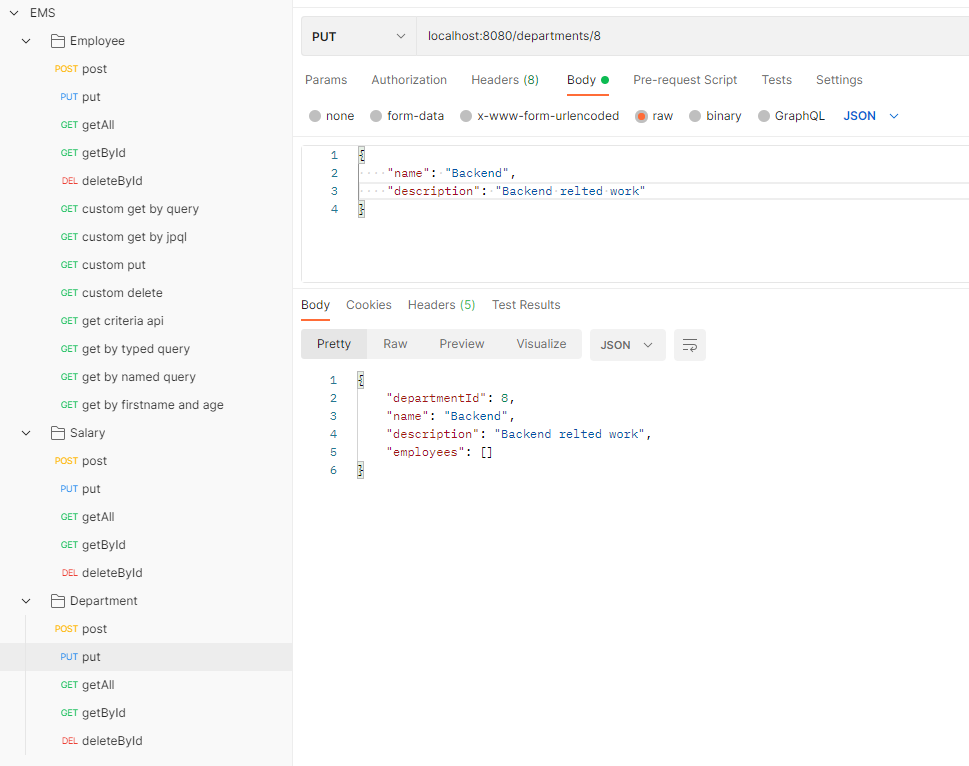 EMS
Employee
POST post
PUT put
GET getAll
GET getById
DEL deleteById
GET custom get by query
GET custom get by jpql
GET custom put
GET custom delete
GET get criteria api
GET get by typed query
GET get by named query
GET get by firstname and age
Salary
POST post
PUT put
GET getAll
GET getById
DEL deleteById
Department
POST post
PUT put
GET getAll
GET getById
DEL deleteById
PUT localhost:8080/departments/8
Params Authorization Headers (8) Body Pre-request Script Tests Settings
none form-data x-www-form-urlencoded raw binary GraphQL JSON
1 {
2 "name": "Backend",
3 "description": "Backend relted work"
4 }
Body Cookies Headers (5) Test Results
Pretty Raw Preview Visualize JSON
1 {
2 "departmentId": 8,
3 "name": "Backend",
4 "description": "Backend relted work",
5 "employees": []
6 }